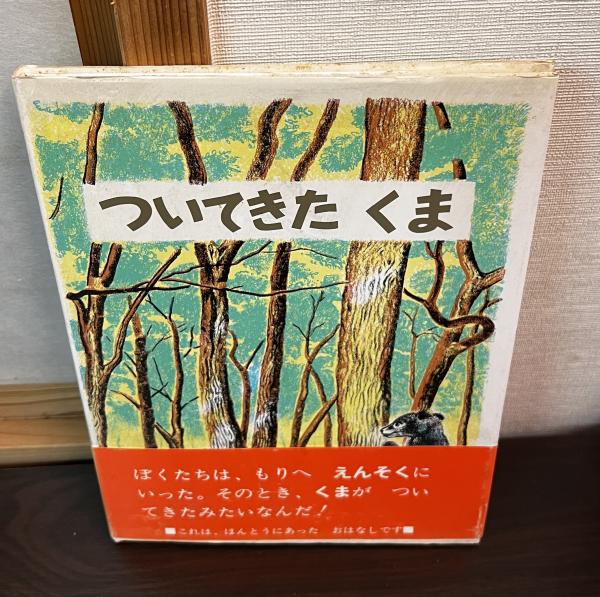 ついてきた くま
ぼくたちは、もりへ えんそくに
いった。そのとき、くまが つい
てきたみたいなんだ!
■これは、ほんとうにあった おはなしです■